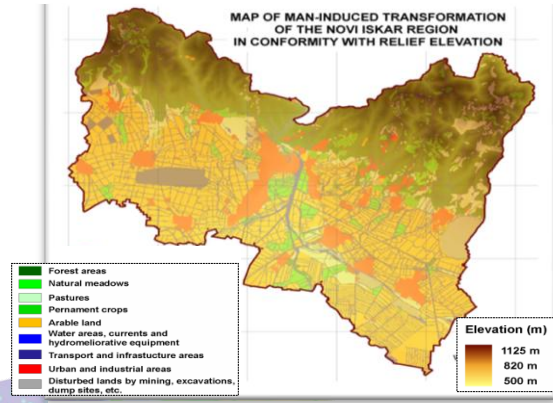 MAP OF MAN-INDUCED TRANSFORMATION
OF THE NOVI ISKAR REGION
IN CONFORMITY WITH RELIEF ELEVATION
Forest areas
Natural meadows
Pastures
Pernament crops
Arable land
Water areas, currents and
hydromeliorative equipment
Transport and infrastucture areas
Urban and industrial areas
Disturbed lands by mining, excavations,
dump sites, etc.
Elevation (m)
1125 m
820 m
500 m